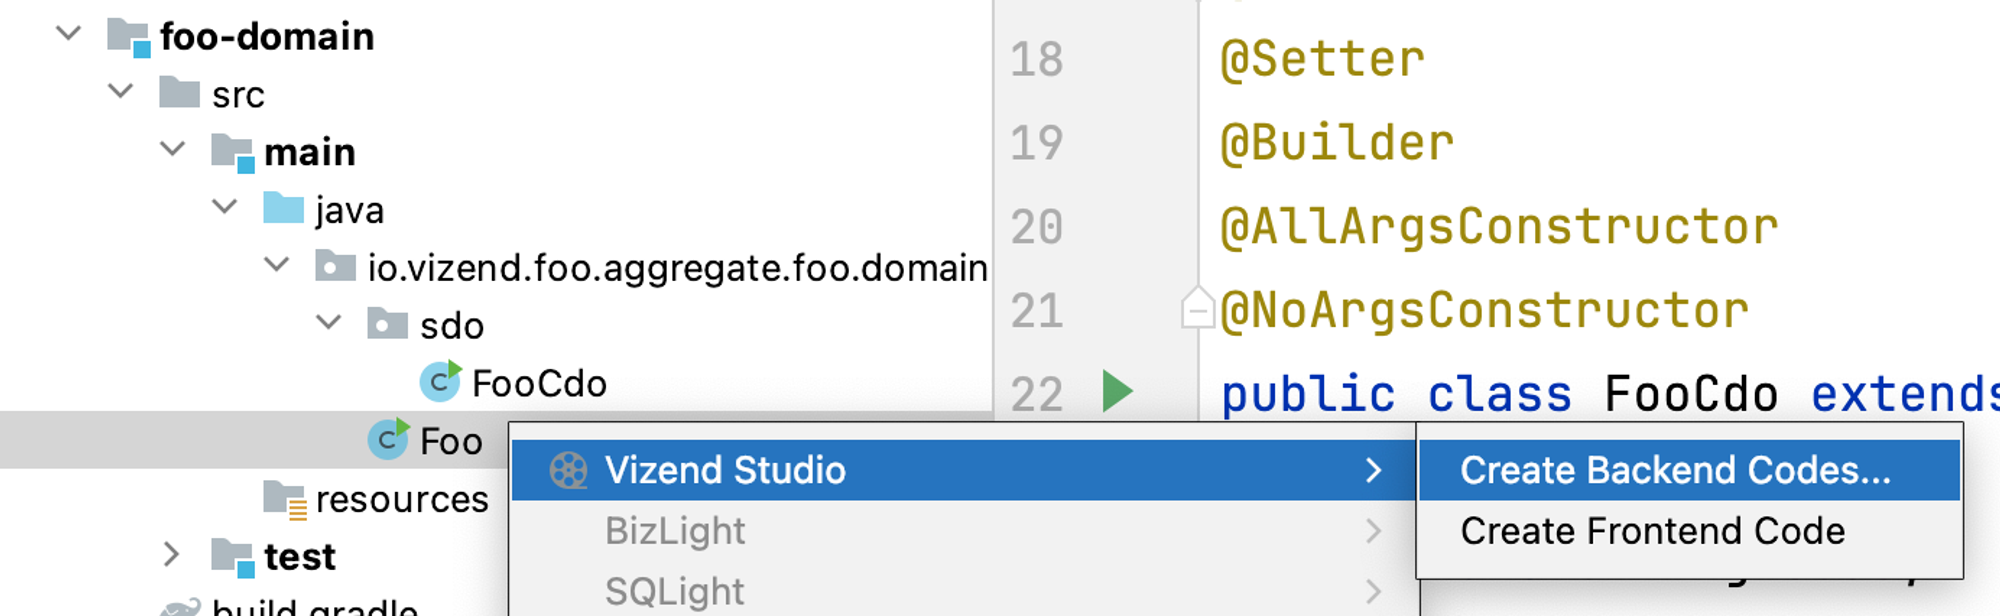 foo-domain
src
main
java
io.vizend.foo.aggregate.foo.domain
sdo
FooCdo
Foo
resources
test
build.gradle
18 @Setter
19 @Builder
20 @AllArgsConstructor
21 @NoArgsConstructor
22 public class FooCdo extends
Vizend Studio
BizLight
SQLight
Create Backend Codes...
Create Frontend Code